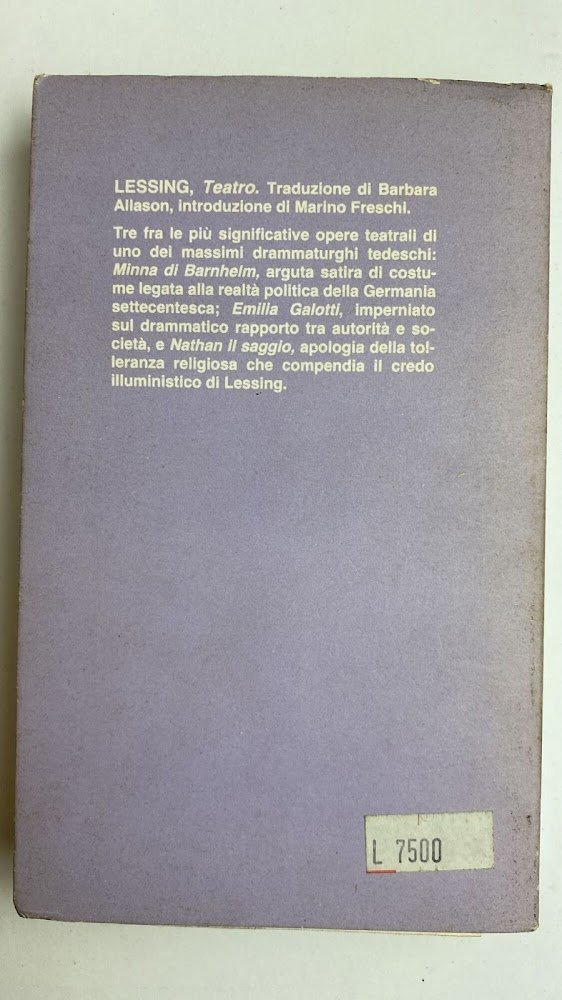 LESSING, Teatro. Traduzione di Barbara
Allason, introduzione di Marino Freschi.
Tre fra le più significative opere teatrali di
uno dei massimi drammaturghi tedeschi:
Minna di Barnhelm, arguta satira di costu-
me legata alla realtà politica della Germania
settecentesca; Emilia Galotti, imperniato
sul drammatico rapporto tra autorità e so-
cietà, e Nathan il saggio, apologia della tol-
leranza religiosa che compendia il credo
illuministico di Lessing.
L 7500